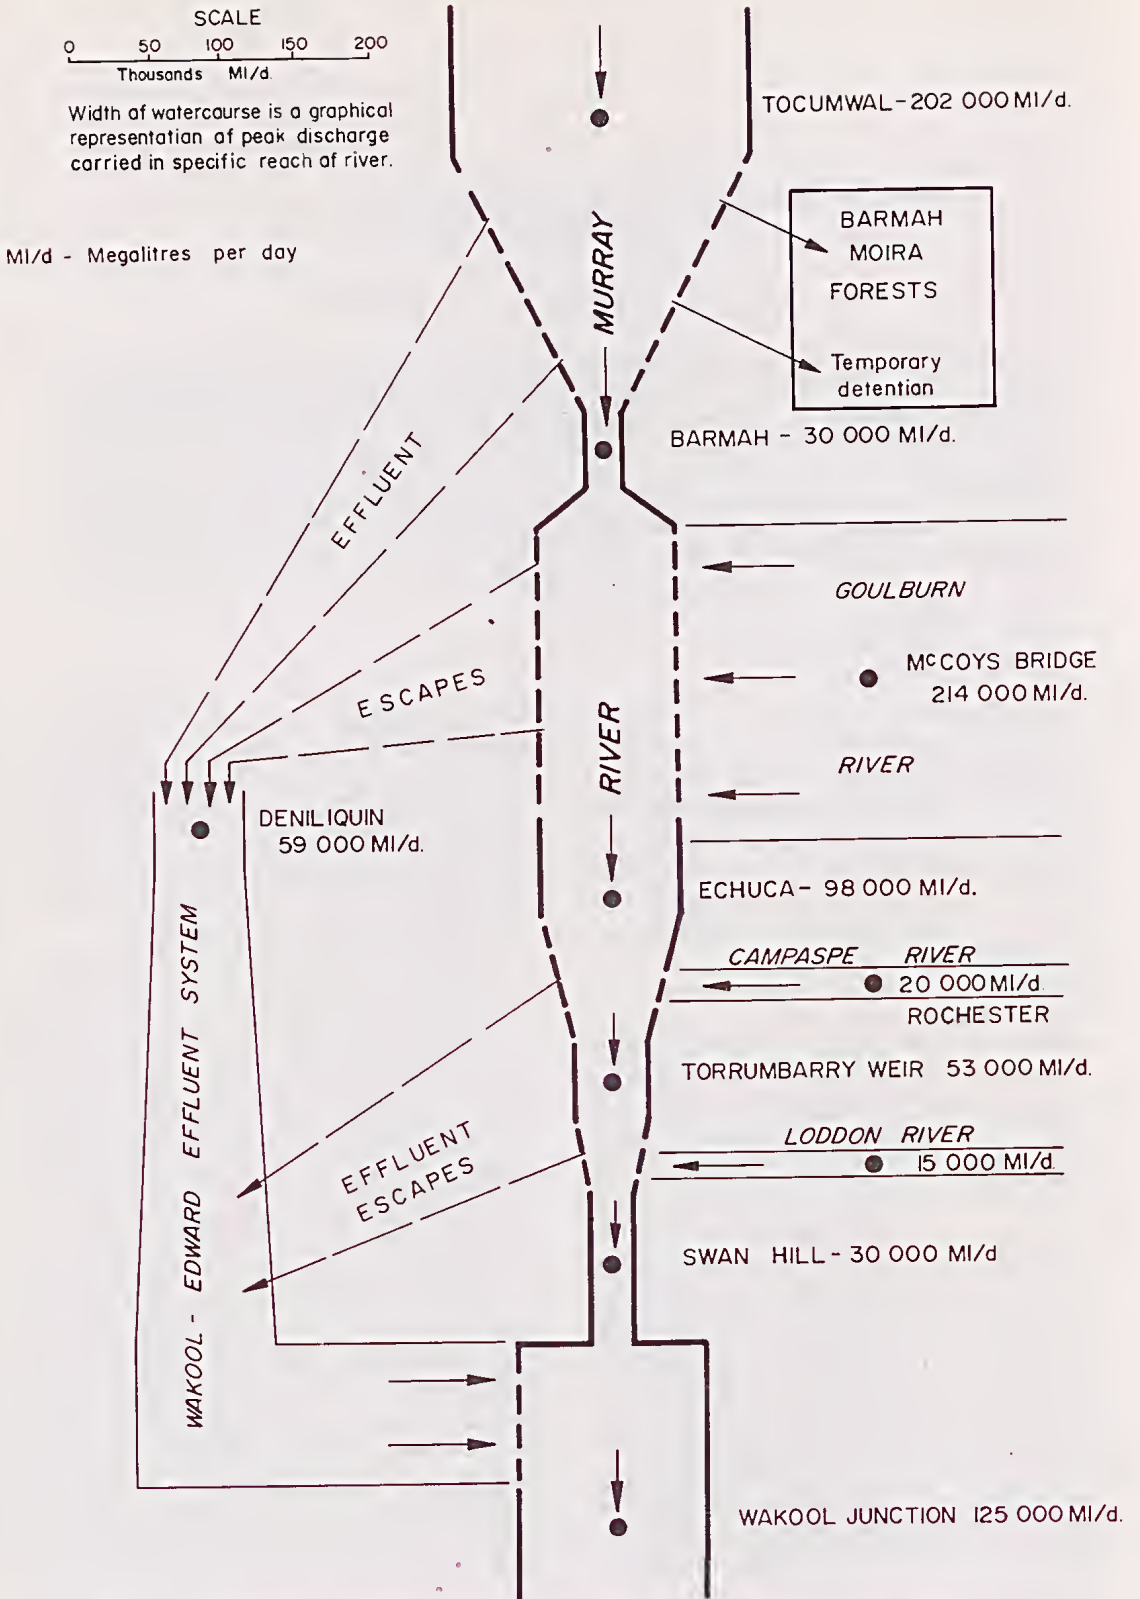 SCALE
0 50 100 150 200
Thousands Ml/d.
Width of watercourse is a graphical
representation of peak discharge
carried in specific reach of river.
Ml/d - Megalitres per day
TOCUMWAL - 202 000 Ml/d.
BARMAH
MOIRA
FORESTS
Temporary
detention
MURRAY
BARMAH - 30 000 Ml/d.
EFFLUENT
ESCAPES
GOULBURN
McCOYS BRIDGE
214 000 Ml/d.
RIVER
RIVER
DENILIQUIN
59 000 Ml/d.
ECHUCA - 98 000 Ml/d.
CAMPASPE RIVER
20 000 Ml/d.
ROCHESTER
TORRUMBARRY WEIR 53 000 Ml/d.
LODDON RIVER
15 000 Ml/d.
EFFLUENT
ESCAPES
WAKOOL - EDWARD EFFLUENT SYSTEM
SWAN HILL - 30 000 Ml/d
WAKOOL JUNCTION 125 000 Ml/d.